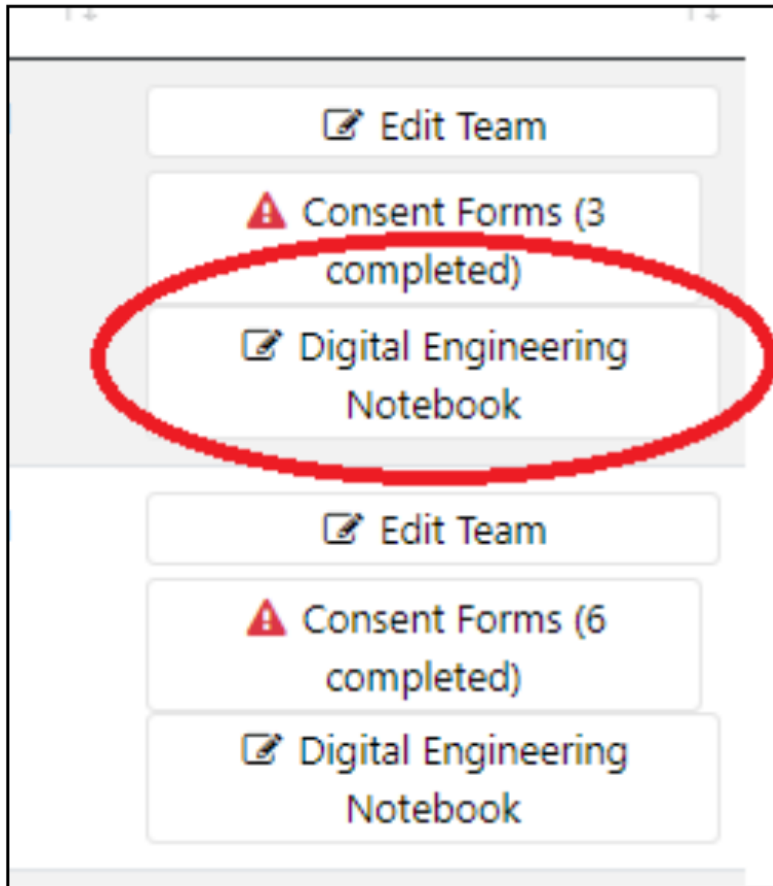 Edit Team
Consent Forms (3
completed)
Digital Engineering
Notebook
Edit Team
Consent Forms (6
completed)
Digital Engineering
Notebook